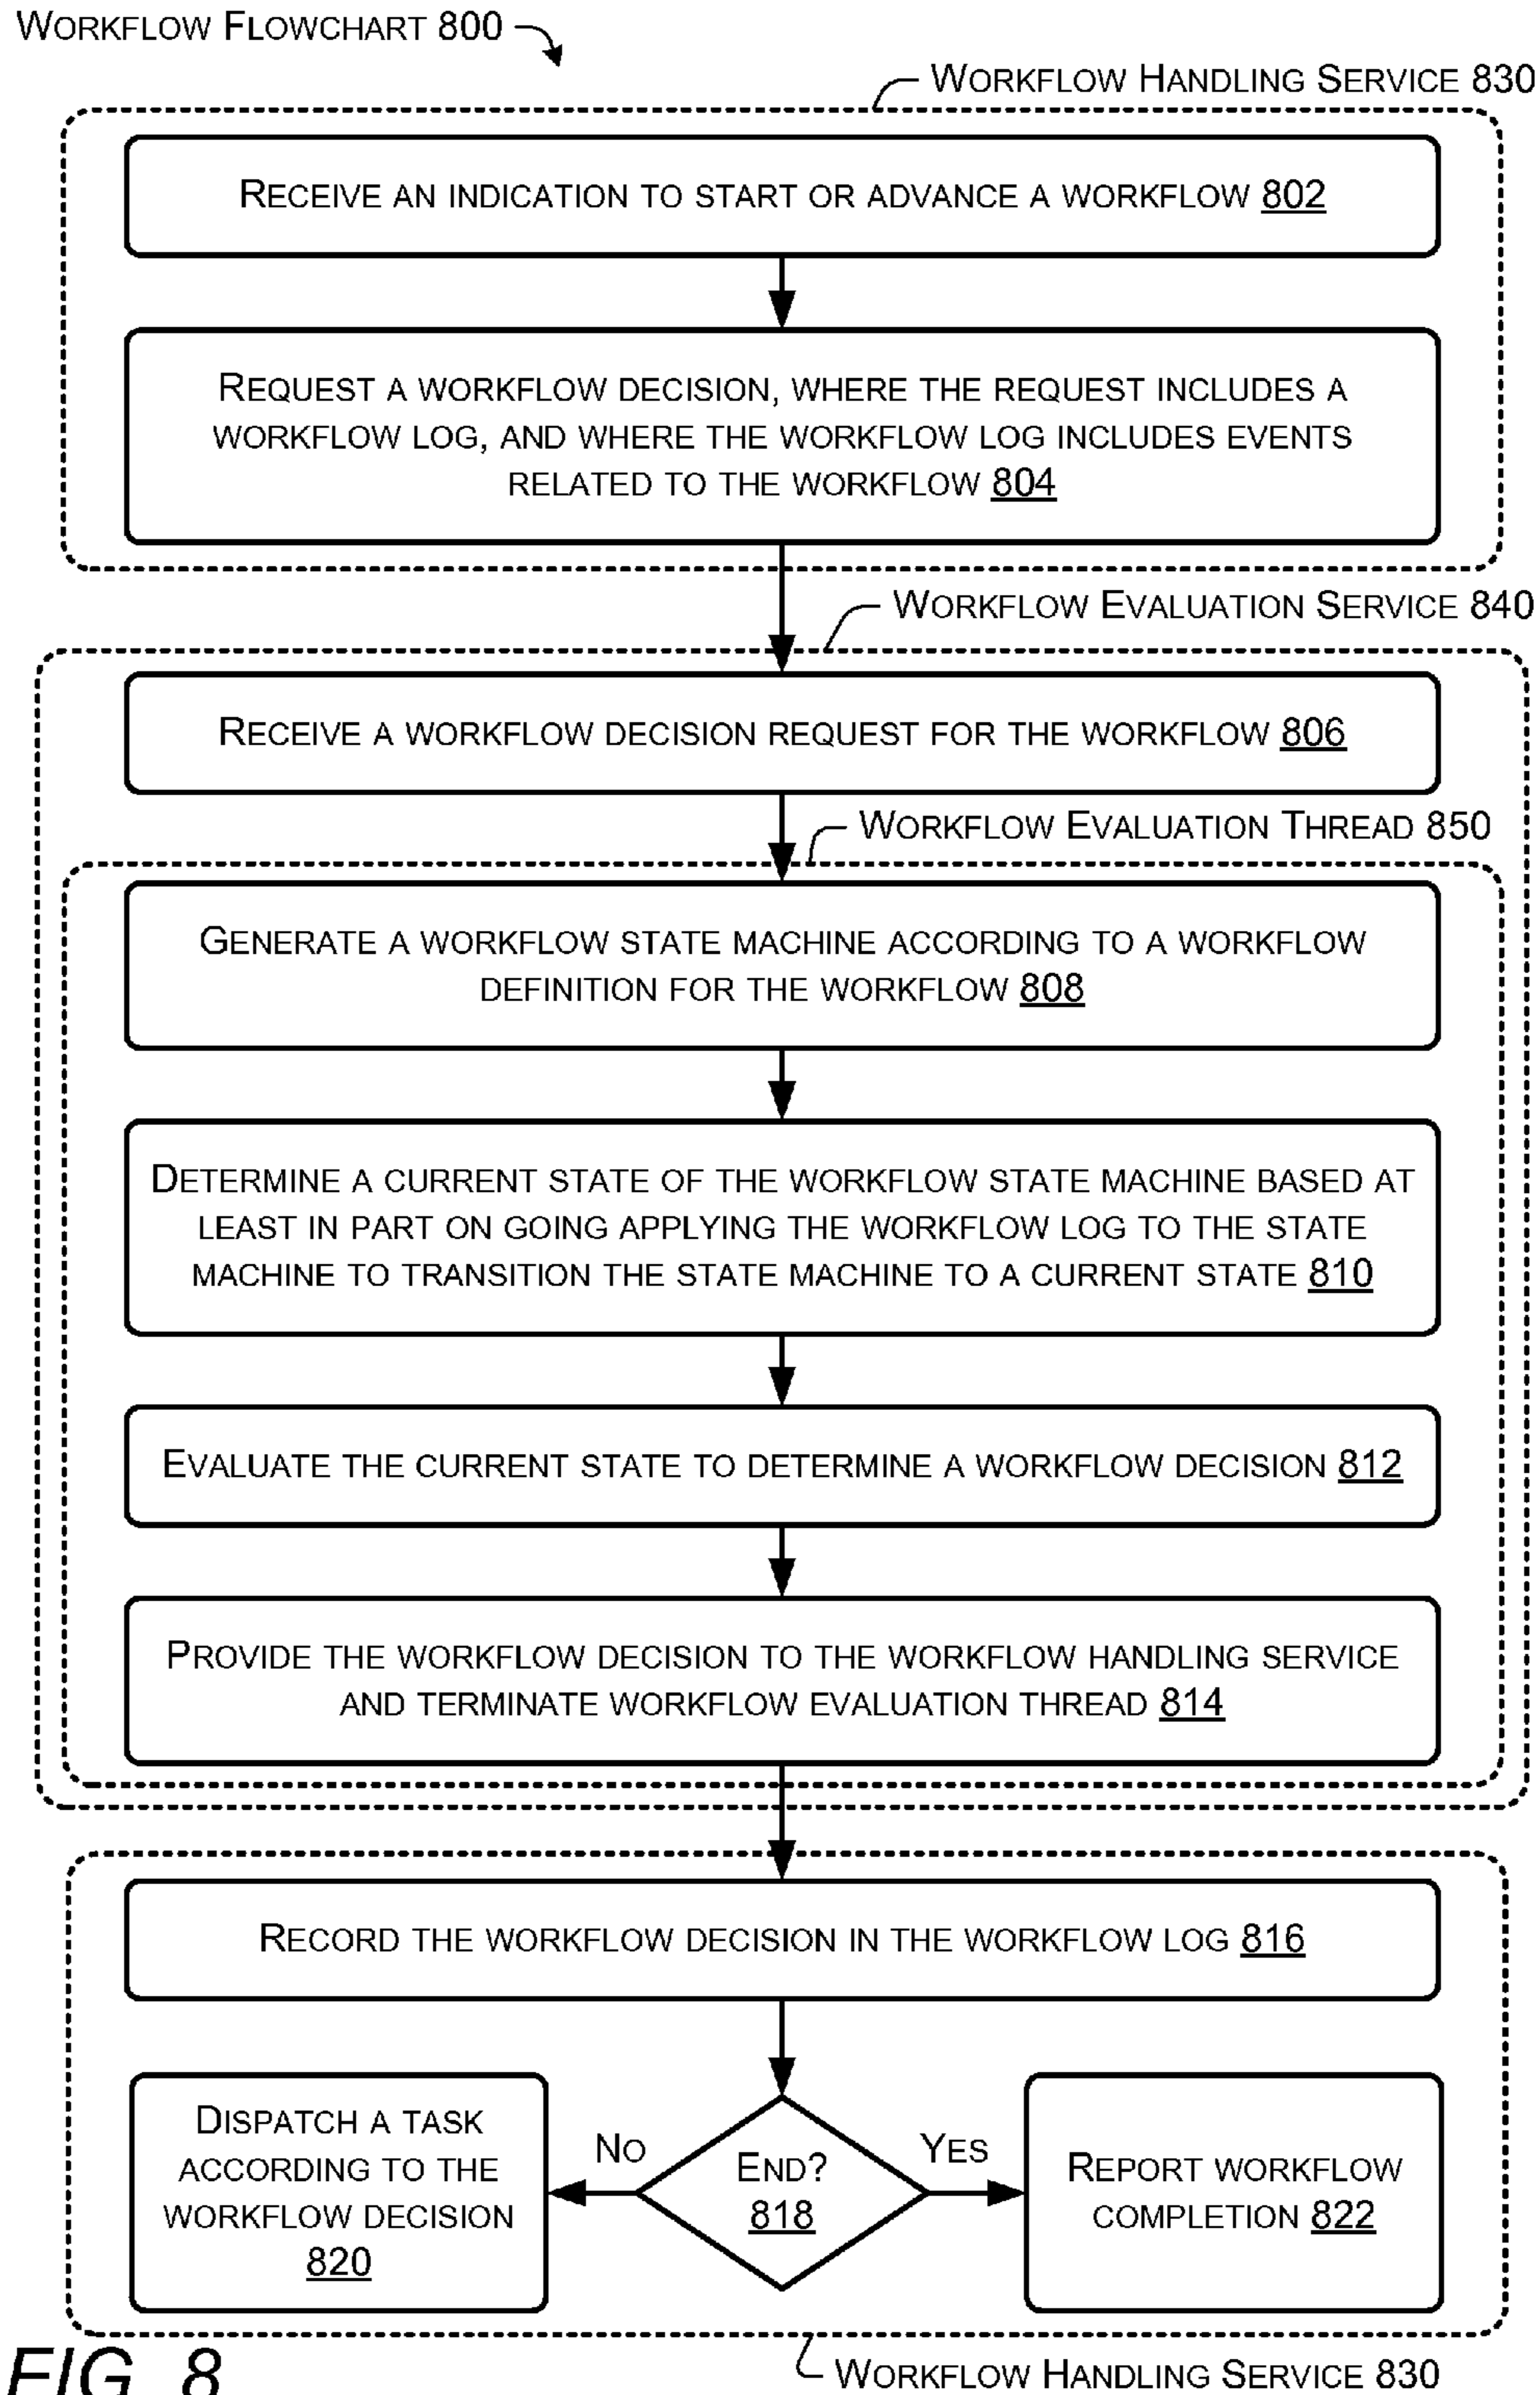 WORKFLOW FLOWCHART 800
WORKFLOW HANDLING SERVICE 830
RECEIVE AN INDICATION TO START OR ADVANCE A WORKFLOW 802
REQUEST A WORKFLOW DECISION, WHERE THE REQUEST INCLUDES A
WORKFLOW LOG, AND WHERE THE WORKFLOW LOG INCLUDES EVENTS
RELATED TO THE WORKFLOW 804
WORKFLOW EVALUATION SERVICE 840
RECEIVE A WORKFLOW DECISION REQUEST FOR THE WORKFLOW 806
WORKFLOW EVALUATION THREAD 850
GENERATE A WORKFLOW STATE MACHINE ACCORDING TO A WORKFLOW
DEFINITION FOR THE WORKFLOW 808
DETERMINE A CURRENT STATE OF THE WORKFLOW STATE MACHINE BASED AT
LEAST IN PART ON GOING APPLYING THE WORKFLOW LOG TO THE STATE
MACHINE TO TRANSITION THE STATE MACHINE TO A CURRENT STATE 810
EVALUATE THE CURRENT STATE TO DETERMINE A WORKFLOW DECISION 812
PROVIDE THE WORKFLOW DECISION TO THE WORKFLOW HANDLING SERVICE
AND TERMINATE WORKFLOW EVALUATION THREAD 814
RECORD THE WORKFLOW DECISION IN THE WORKFLOW LOG 816
DISPATCH A TASK
ACCORDING TO THE
WORKFLOW DECISION
820
NO
END?
818
YES
REPORT WORKFLOW
COMPLETION 822
WORKFLOW HANDLING SERVICE 830
FIG. 8